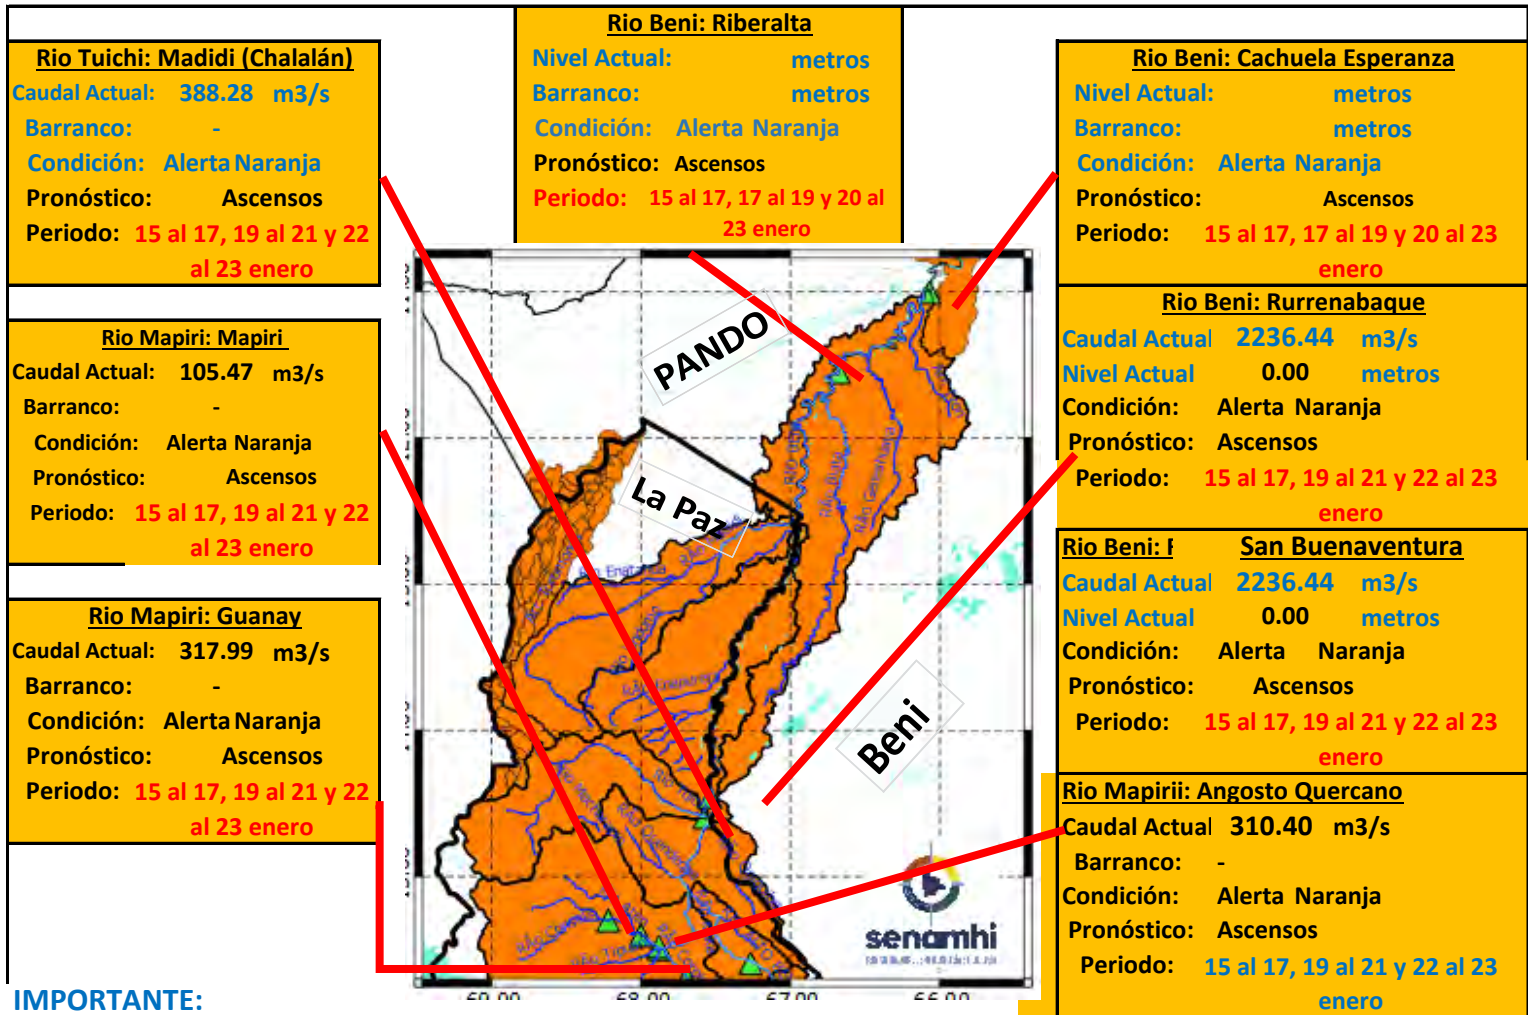 Rio Tuichi: Madidi (Chalalán)
Caudal Actual: 388.28 m3/s
Barranco: -
Condición: Alerta Naranja
Pronóstico: Ascensos
Periodo: 15 al 17, 19 al 21 y 22
al 23 enero
Rio Mapiri: Mapiri
Caudal Actual: 105.47 m3/s
Barranco: -
Condición: Alerta Naranja
Pronóstico: Ascensos
Periodo: 15 al 17, 19 al 21 y 22
al 23 enero
Rio Mapiri: Guanay
Caudal Actual: 317.99 m3/s
Barranco: -
Condición: Alerta Naranja
Pronóstico: Ascensos
Periodo: 15 al 17, 19 al 21 y 22
al 23 enero
IMPORTANTE:
Rio Beni: Riberalta
Nivel Actual: metros
Barranco: metros
Condición: Alerta Naranja
Pronóstico: Ascensos
Periodo: 15 al 17, 17 al 19 y 20 al
23 enero
PANDO
La Paz
Beni
senamhi
Rio Beni: Cachuela Esperanza
Nivel Actual: metros
Barranco: metros
Condición: Alerta Naranja
Pronóstico: Ascensos
Periodo: 15 al 17, 17 al 19 y 20 al 23
enero
Rio Beni: Rurrenabaque
Caudal Actual 2236.44 m3/s
Nivel Actual 0.00 metros
Condición: Alerta Naranja
Pronóstico: Ascensos
Periodo: 15 al 17, 19 al 21 y 22 al 23
enero
Rio Beni: San Buenaventura
Caudal Actual 2236.44 m3/s
Nivel Actual 0.00 metros
Condición: Alerta Naranja
Pronóstico: Ascensos
Periodo: 15 al 17, 19 al 21 y 22 al 23
enero
Rio Mapirii: Angosto Quercano
Caudal Actual 310.40 m3/s
Barranco: -
Condición: Alerta Naranja
Pronóstico: Ascensos
Periodo: 15 al 17, 19 al 21 y 22 al 23
enero